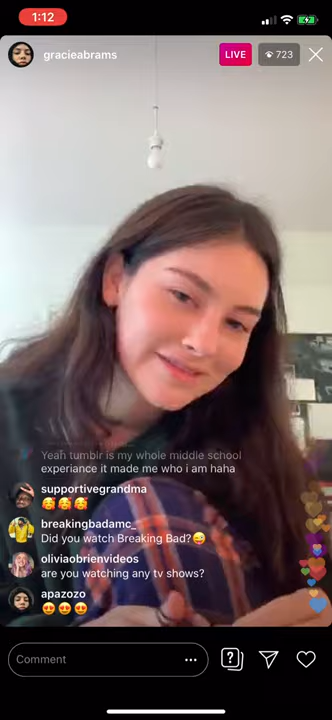 1:12
gracieabrams
LIVE
723
Yeah tumblr is my whole middle school
experiance it made me who i am haha
supportivegrandma
breakingbadmc_
Did you watch Breaking Bad?
oliviaobrienvideos
are you watching any tv shows?
apazozo
Comment